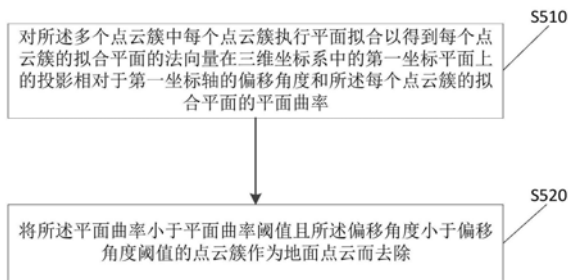 S510
对所述多个点云簇中每个点云簇执行平面拟合以得到每个点
云簇的拟合平面的法向量在三维坐标系中的第一坐标平面上
的投影相对于第一坐标轴的偏移角度和所述每个点云簇的拟
合平面的平面曲率
S520
将所述平面曲率小于平面曲率阈值且所述偏移角度小于偏移
角度阈值的点云簇作为地面点云而去除